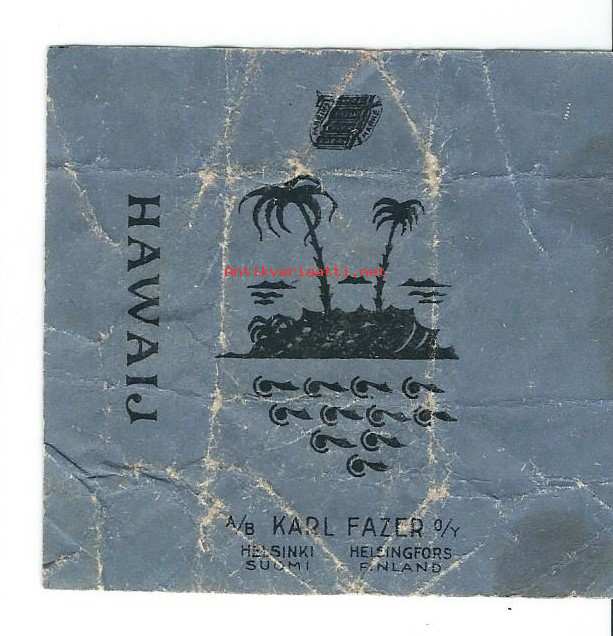 HAWAIJ
Antikvariaatti.net
A/B KARL FAZER O/Y
HELSINKI HELSINGFORS
SUOMI FINLAND